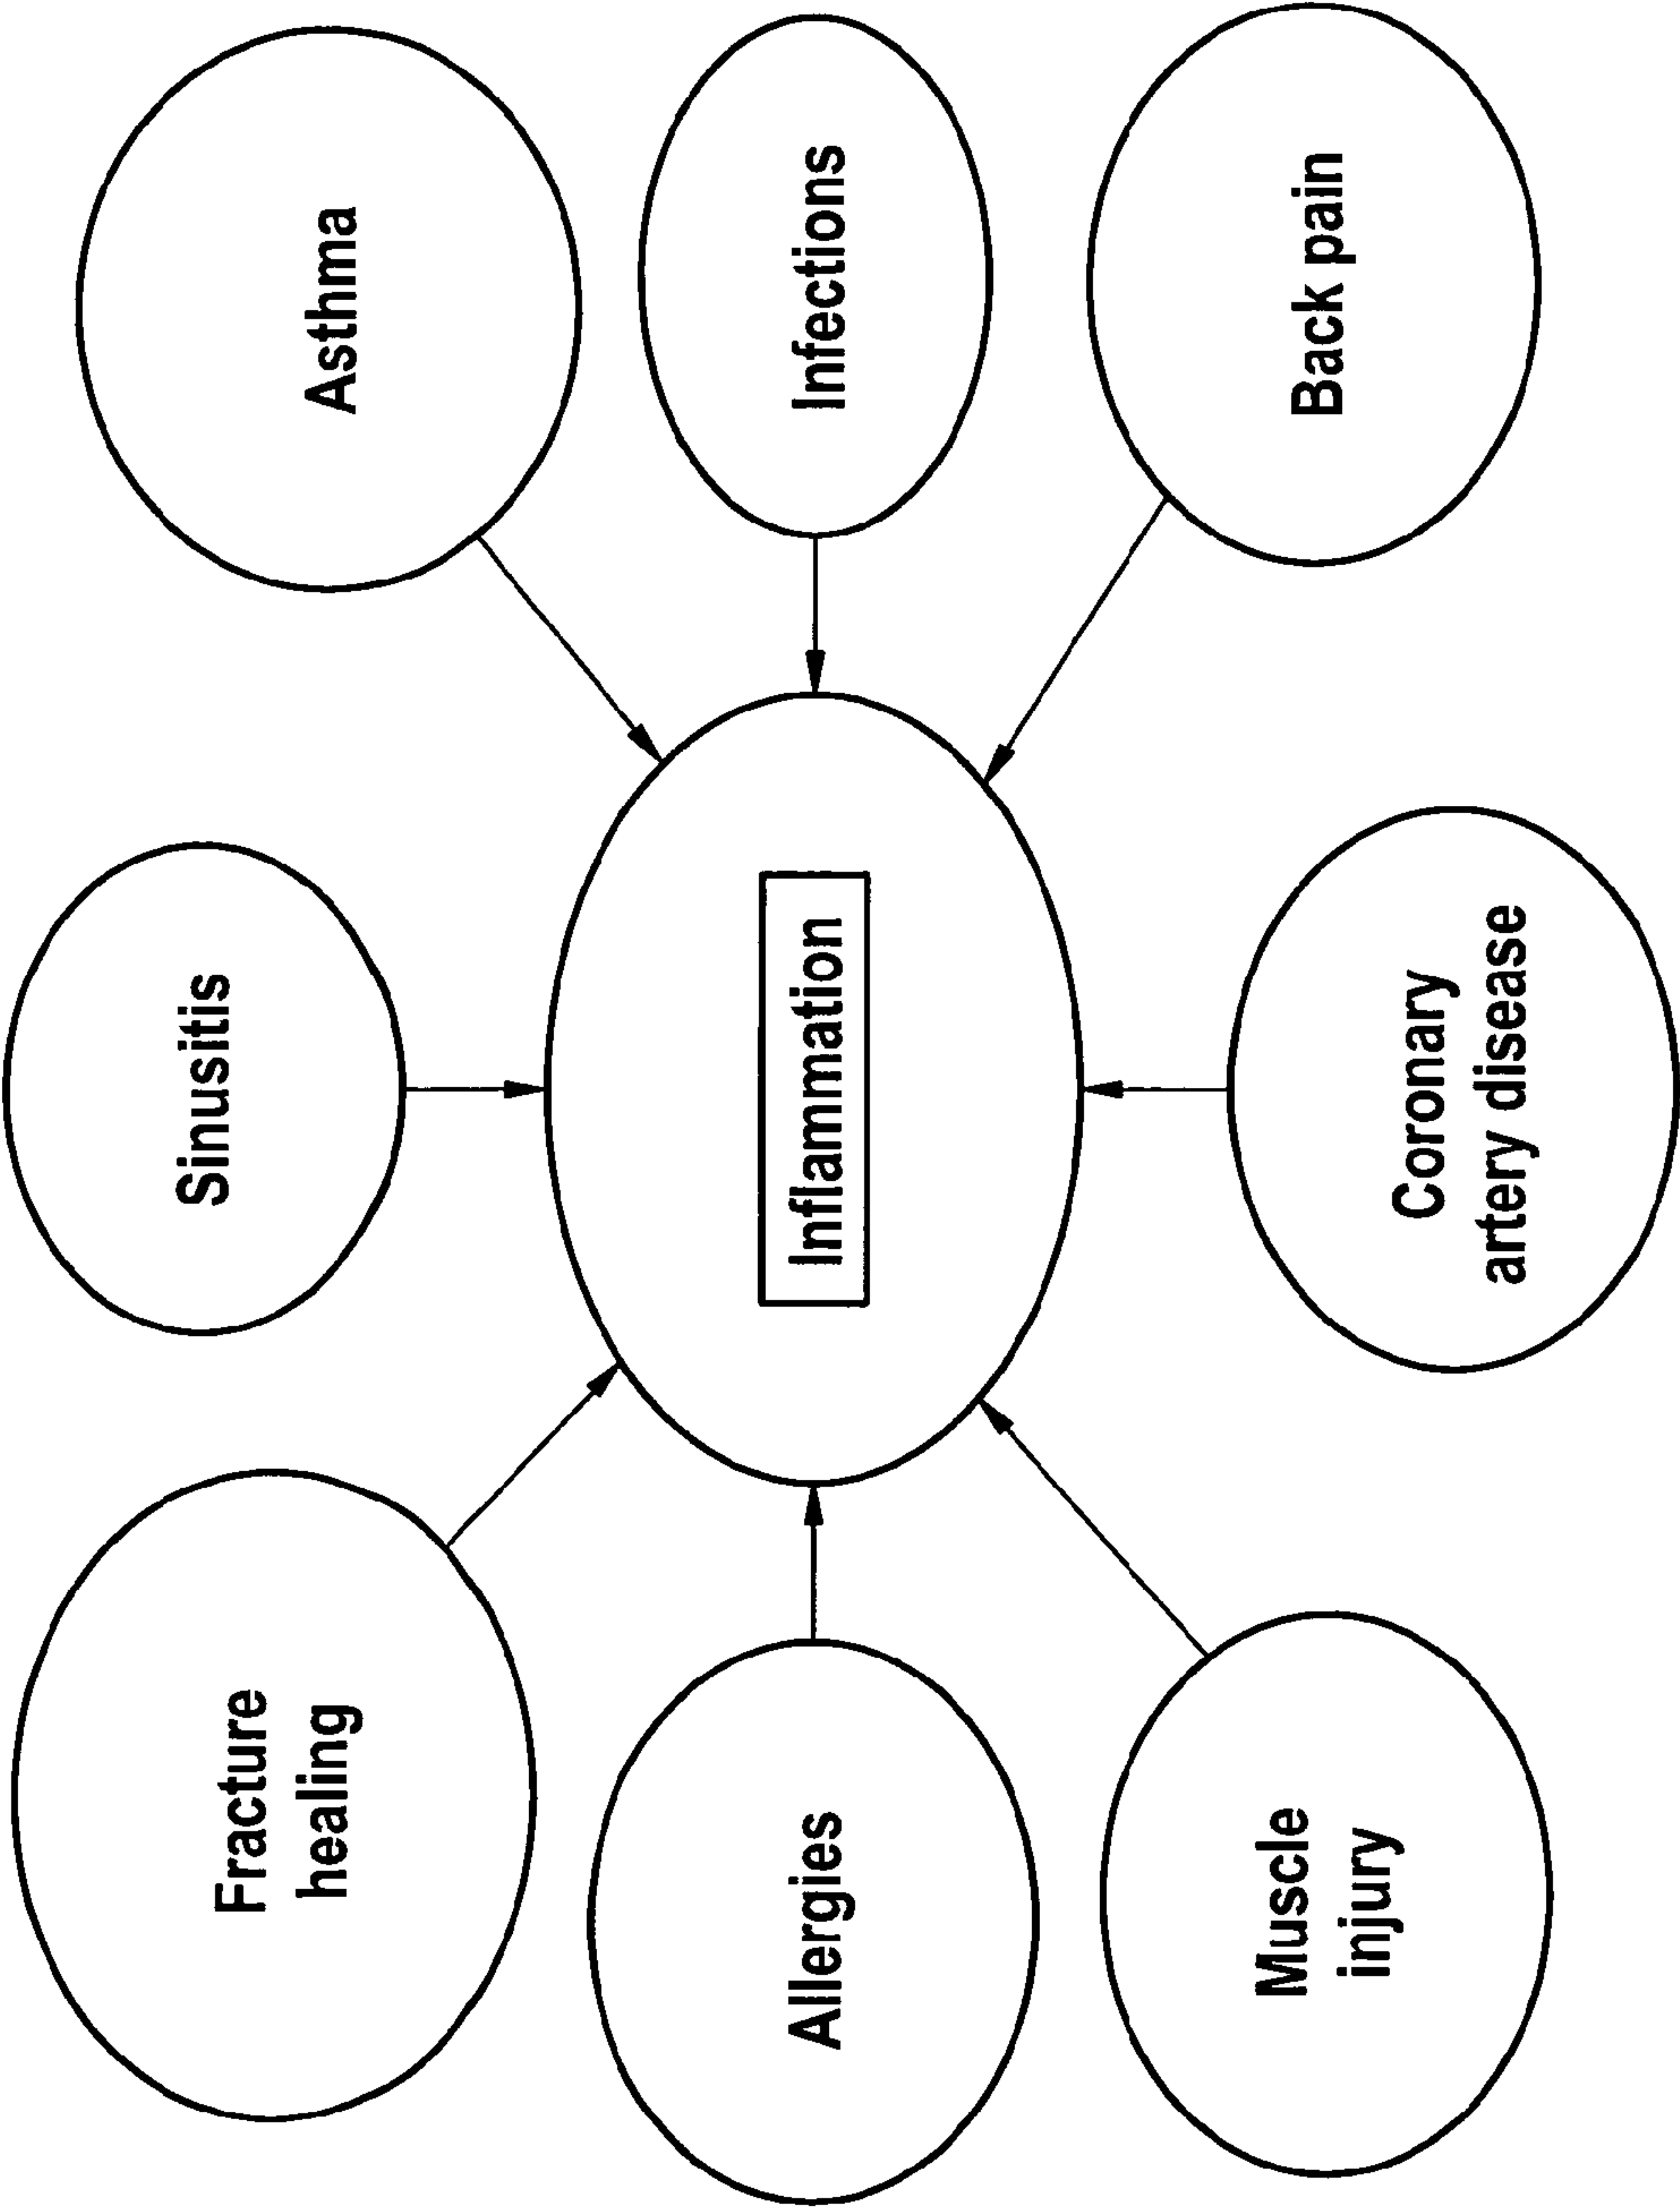 Fracture
healing
Sinusitis
Asthma
Allergies
Inflammation
Infections
Muscle
injury
Coronary
artery disease
Back pain